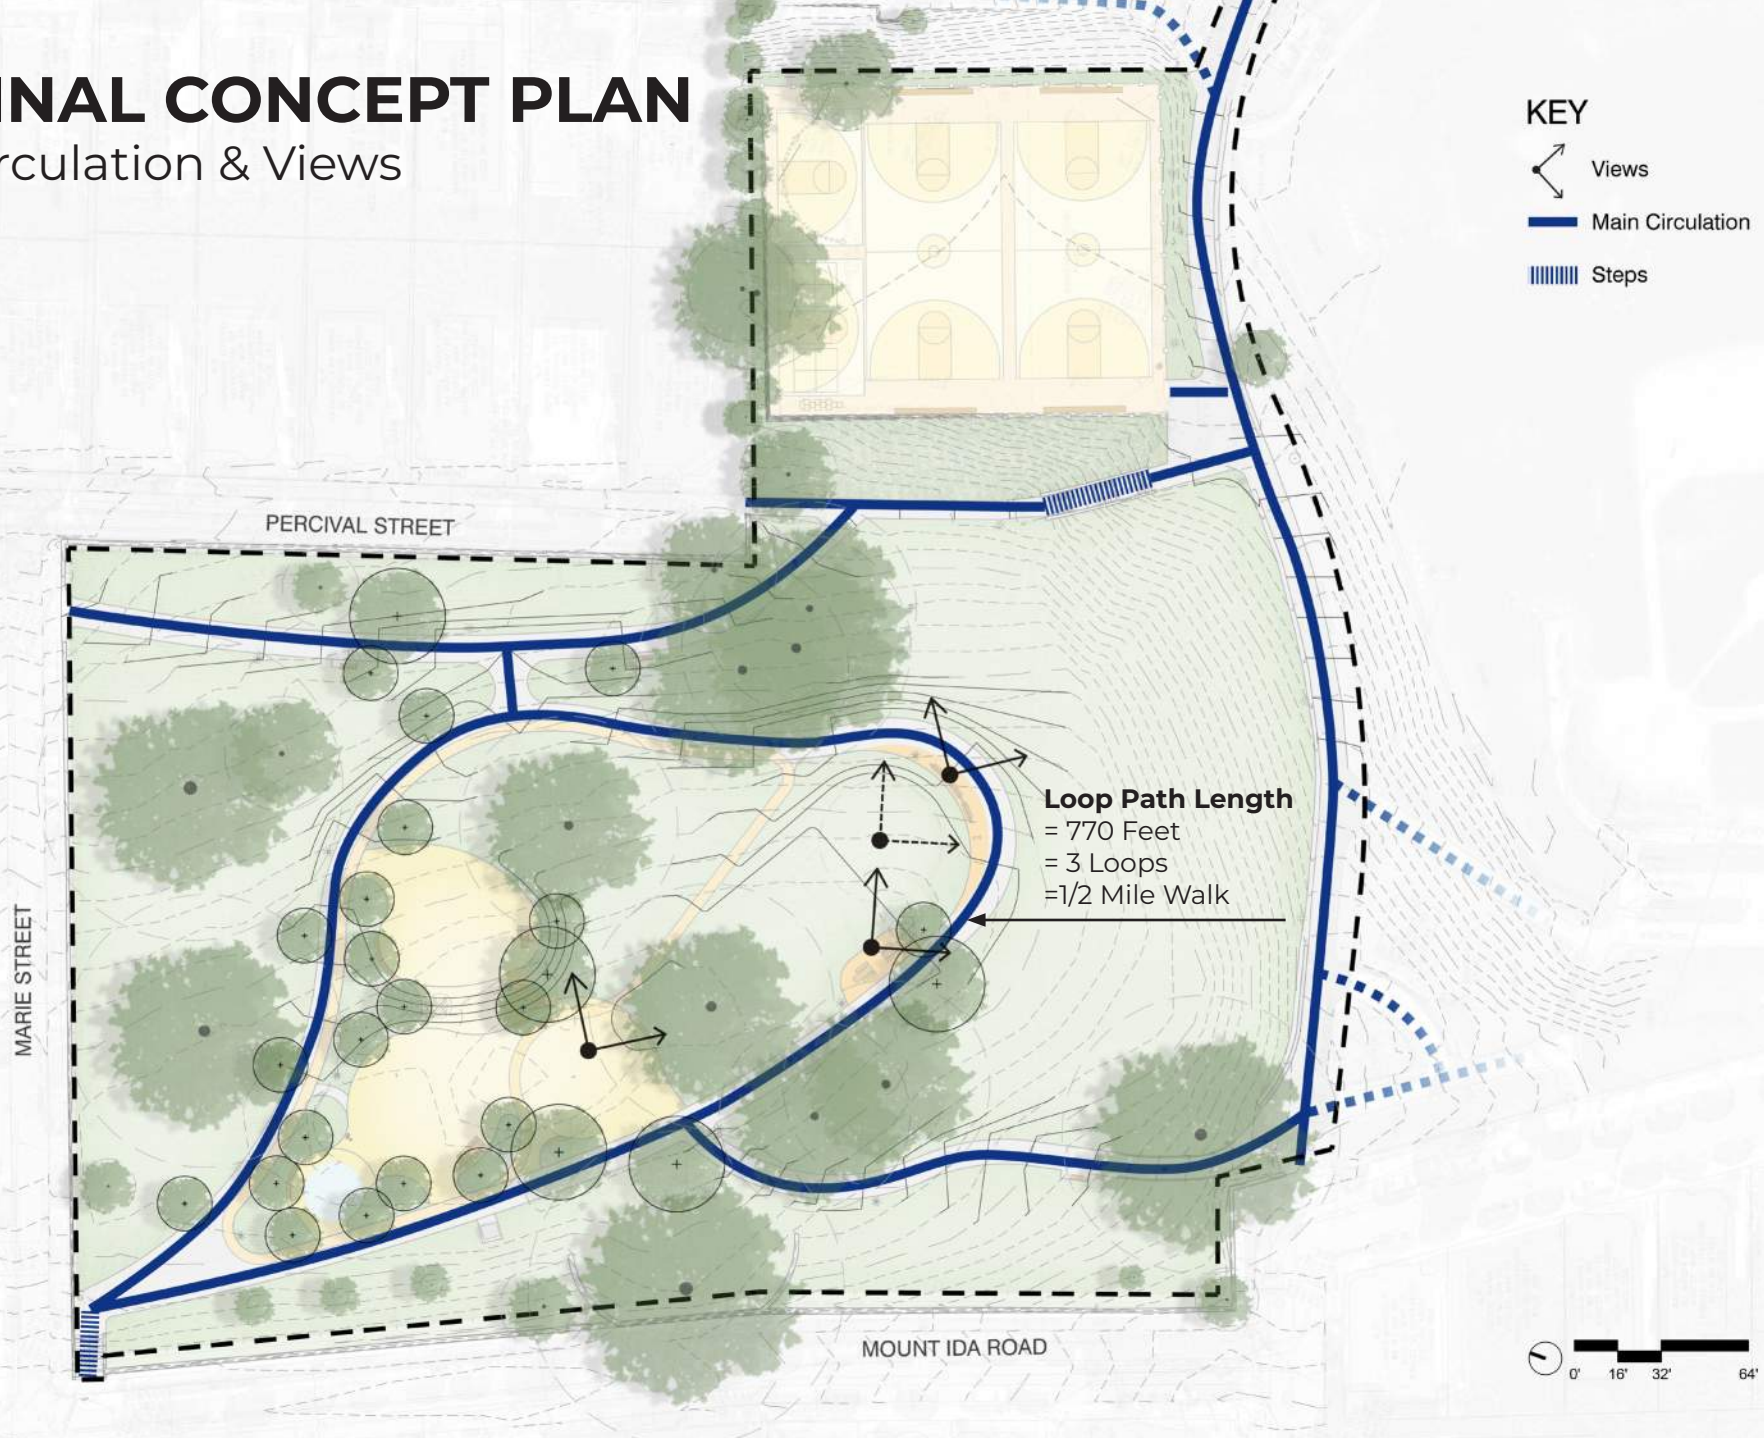 INAL CONCEPT PLAN
rculation & Views
KEY
Views
Main Circulation
Steps
PERCIVAL STREET
Loop Path Length
= 770 Feet
= 3 Loops
=1/2 Mile Walk
MARIE STREET
MOUNT IDA ROAD
0' 16' 32' 64'